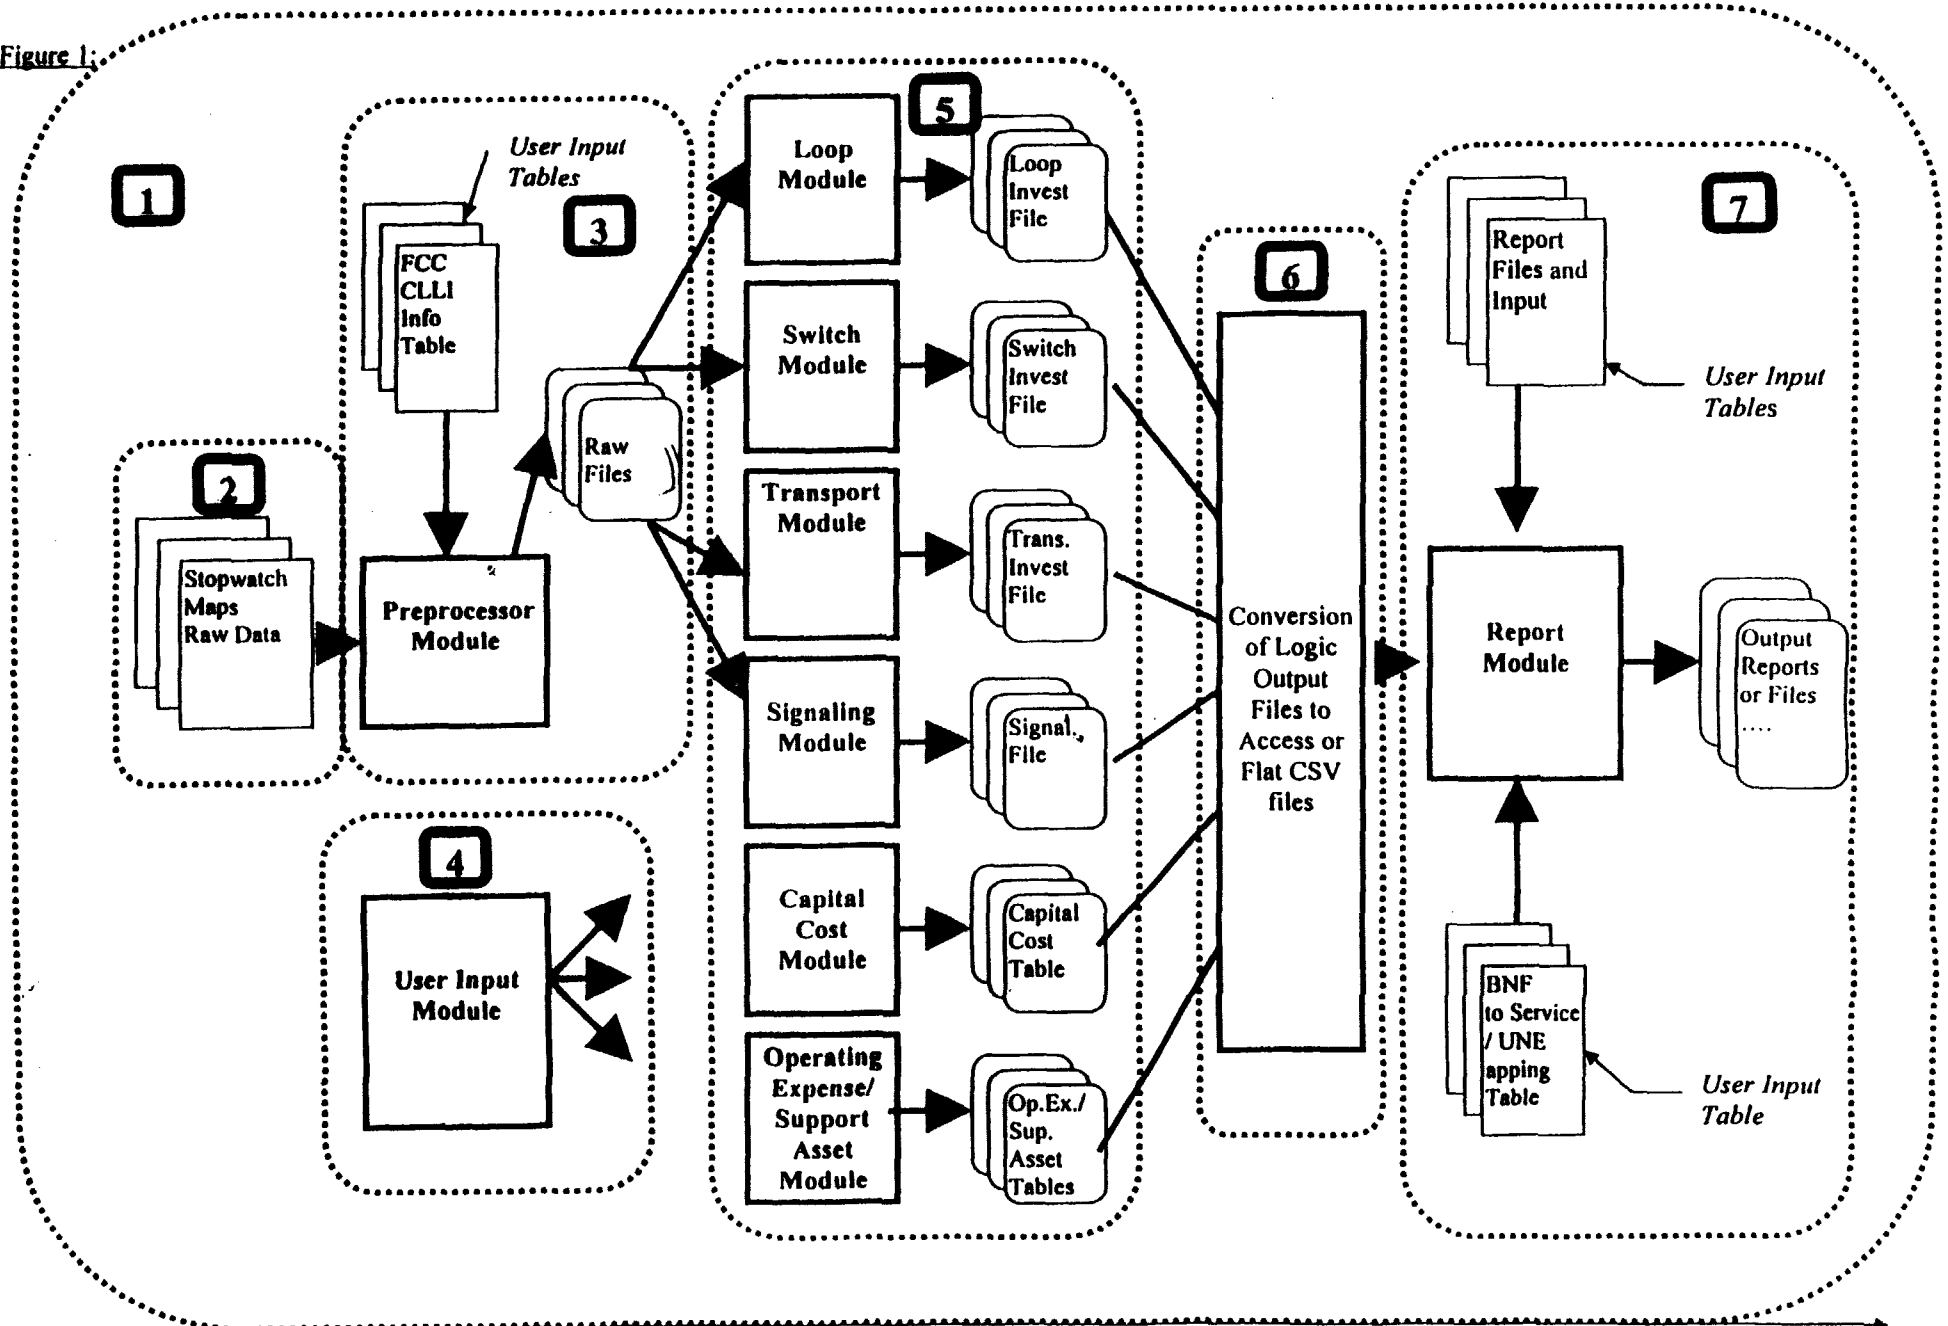 Figure 1:
1
2
Stopwatch
Maps
Raw Data
3
User Input
Tables
FCC
CLLI
Info
Table
Raw
Files
Preprocessor
Module
4
User Input
Module
5
Loop
Module
Loop
Invest
File
Switch
Module
Switch
Invest
File
Transport
Module
Trans.
Invest
File
Signaling
Module
Signal.
File
Capital
Cost
Module
Capital
Cost
Table
Operating
Expense/
Support
Asset
Module
Op.Ex./
Sup.
Asset
Tables
6
Conversion
of Logic
Output
Files to
Access or
Flat CSV
files
7
Report
Files and
Input
User Input
Tables
Report
Module
Output
Reports
or Files
....
BNF
to Service
/ UNE
apping
Table
User Input
Table